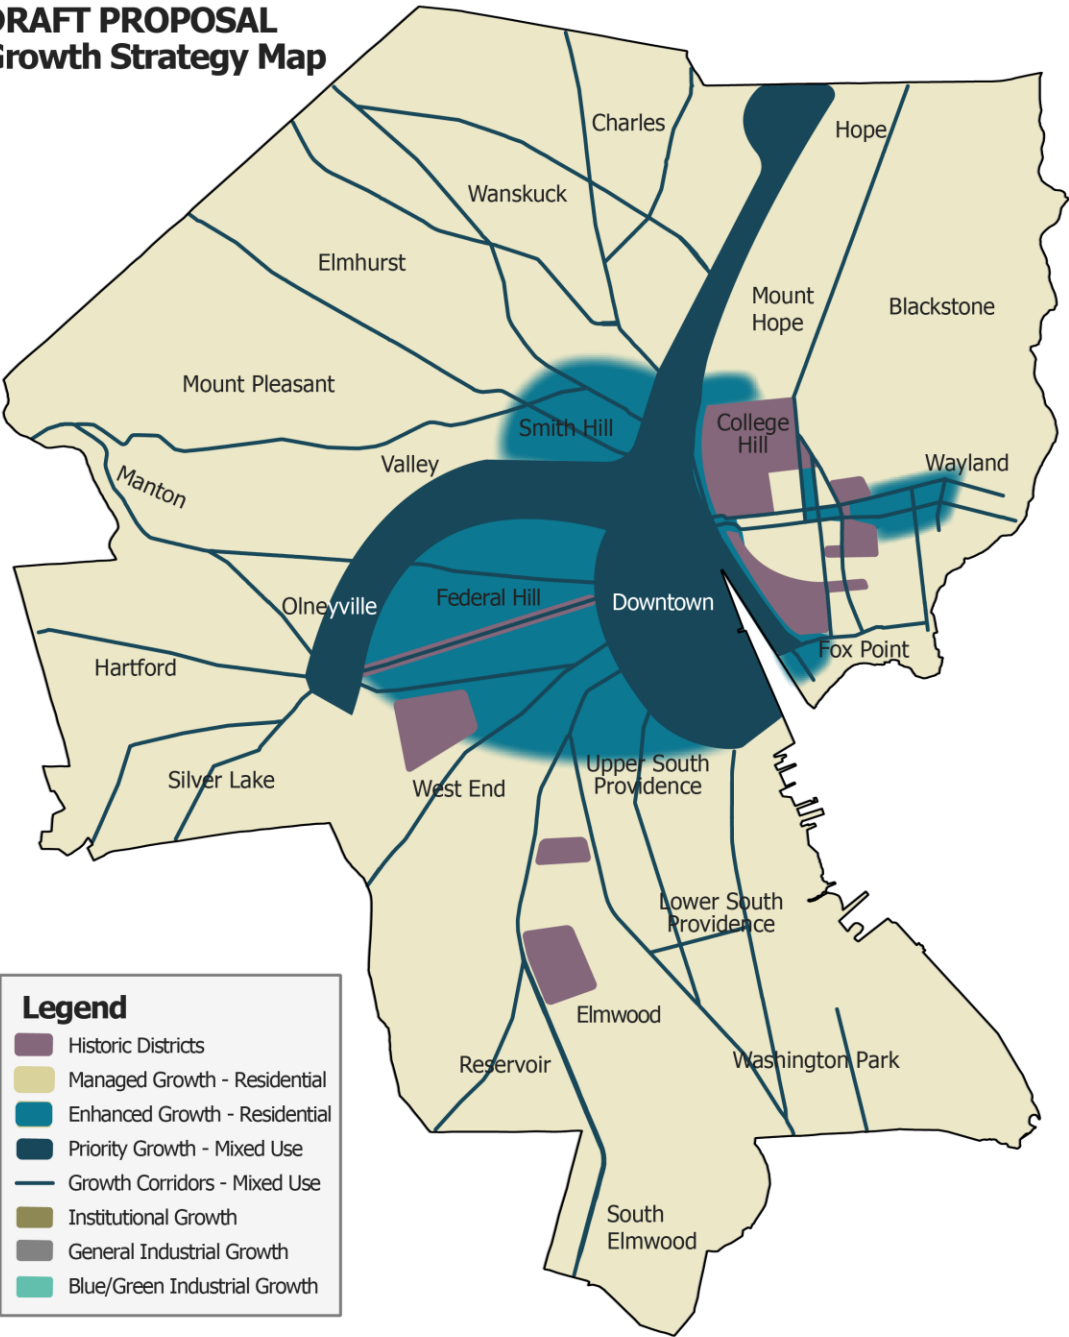 DRAFT PROPOSAL
Growth Strategy Map
Charles
Hope
Wanskuck
Elmhurst
Mount
Hope
Blackstone
Mount Pleasant
Smith Hill
College
Hill
Valley
Wayland
Manton
Olneyville
Federal Hill
Downtown
Fox Point
Hartford
Silver Lake
West End
Upper South
Providence
Lower South
Providence
Elmwood
Reservoir
Washington Park
South
Elmwood
Legend
Historic Districts
Managed Growth - Residential
Enhanced Growth - Residential
Priority Growth - Mixed Use
Growth Corridors - Mixed Use
Institutional Growth
General Industrial Growth
Blue/Green Industrial Growth